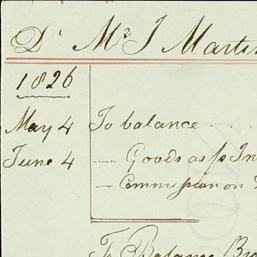 Dr Mr J Martin
1826
May 4 To balance ....
June 4 .... Goods as p In
— Commission on
To Balance Bro